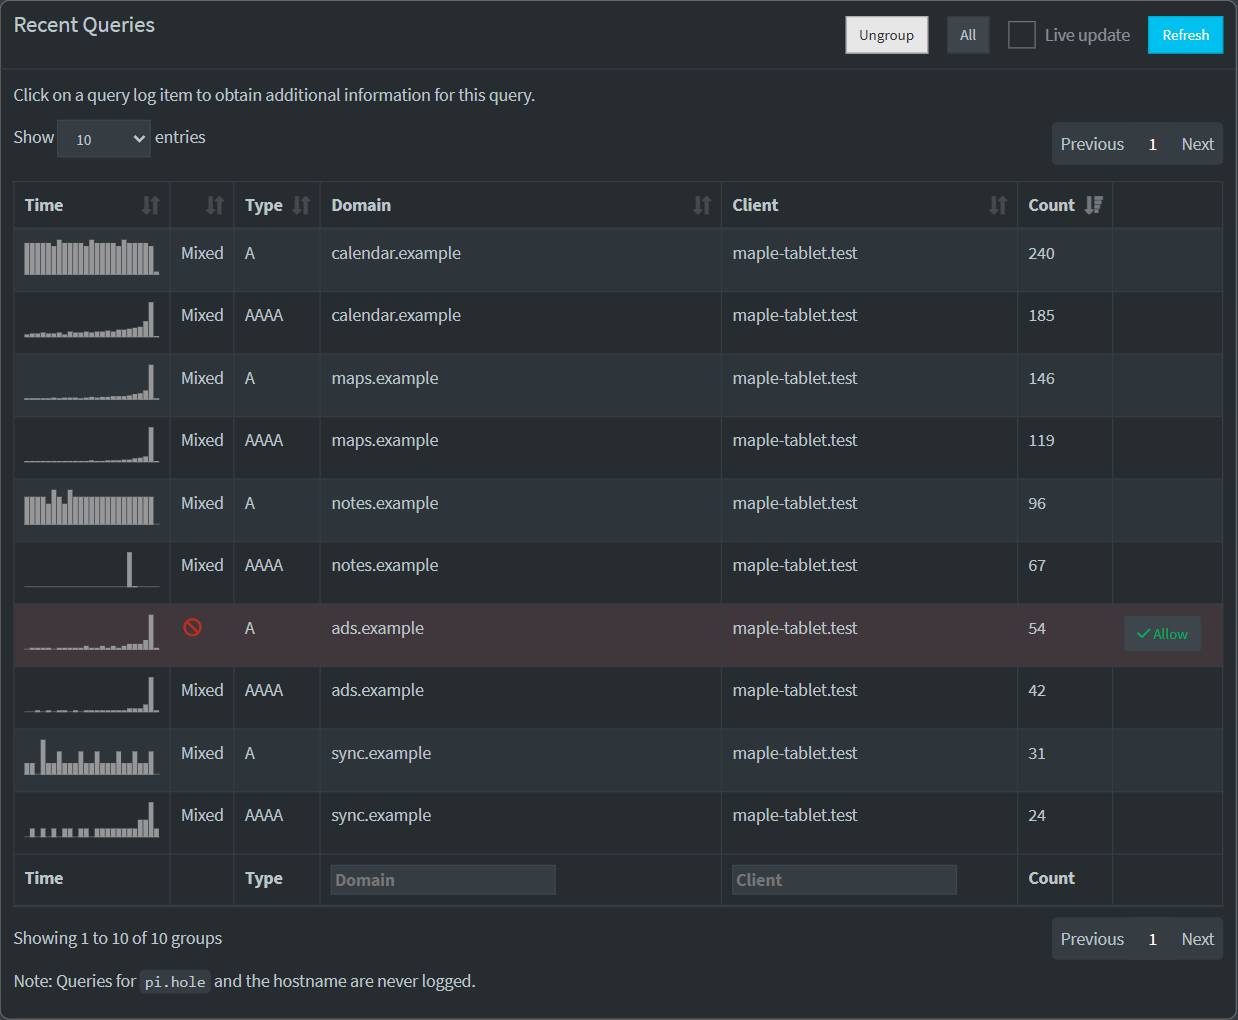 Recent Queries
Ungroup All Live update Refresh
Click on a query log item to obtain additional information for this query.
Show 10 entries
Previous 1 Next
Time Type Domain Client Count
Mixed A calendar.example maple-tablet.test 240
Mixed AAAA calendar.example maple-tablet.test 185
Mixed A maps.example maple-tablet.test 146
Mixed AAAA maps.example maple-tablet.test 119
Mixed A notes.example maple-tablet.test 96
Mixed AAAA notes.example maple-tablet.test 67
A ads.example maple-tablet.test 54 Allow
Mixed AAAA ads.example maple-tablet.test 42
Mixed A sync.example maple-tablet.test 31
Mixed AAAA sync.example maple-tablet.test 24
Time Type Domain Client Count
Showing 1 to 10 of 10 groups
Previous 1 Next
Note: Queries for pi.hole and the hostname are never logged.